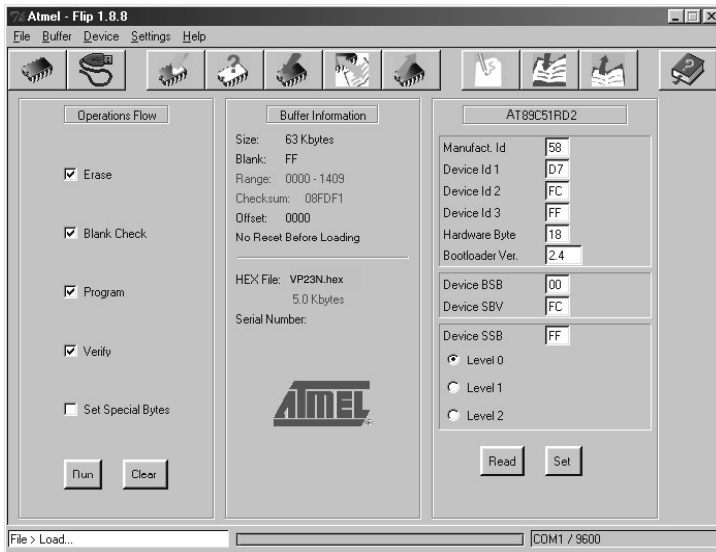 Atmel - Flip 1.8.8
File Buffer Device Settings Help
Operations Flow
Erase
Blank Check
Program
Verify
Set Special Bytes
Run Clear
Buffer Information
Size: 63 Kbytes
Blank: FF
Range: 0000 - 1409
Checksum: 08FDF1
Offset: 0000
No Reset Before Loading
HEX File: VP23N.hex
5.0 Kbytes
Serial Number:
ATMEL
AT89C51RD2
Manufact. Id 58
Device Id 1 D7
Device Id 2 FC
Device Id 3 FF
Hardware Byte 18
Bootloader Ver. 2.4
Device BSB 00
Device SBV FC
Device SSB FF
Level 0
Level 1
Level 2
Read Set
File > Load...
COM1 / 9600